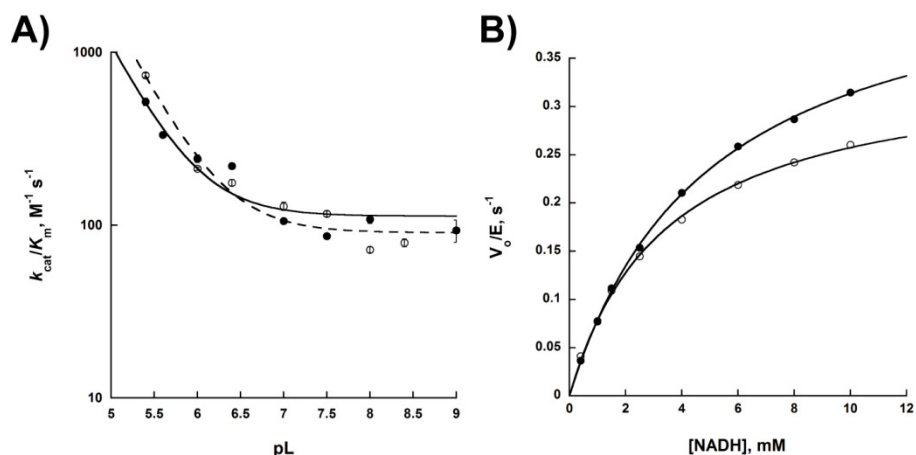 A)
1000
100
10
k_cat/K_m, M⁻¹ s⁻¹
5 5.5 6 6.5 7 7.5 8 8.5 9
pL
B)
0.35
0.3
0.25
0.2
0.15
0.1
0.05
0
V_o/E, s⁻¹
0 2 4 6 8 10 12
[NADH], mM